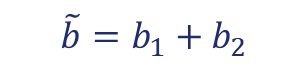 b̃ = b₁ + b₂